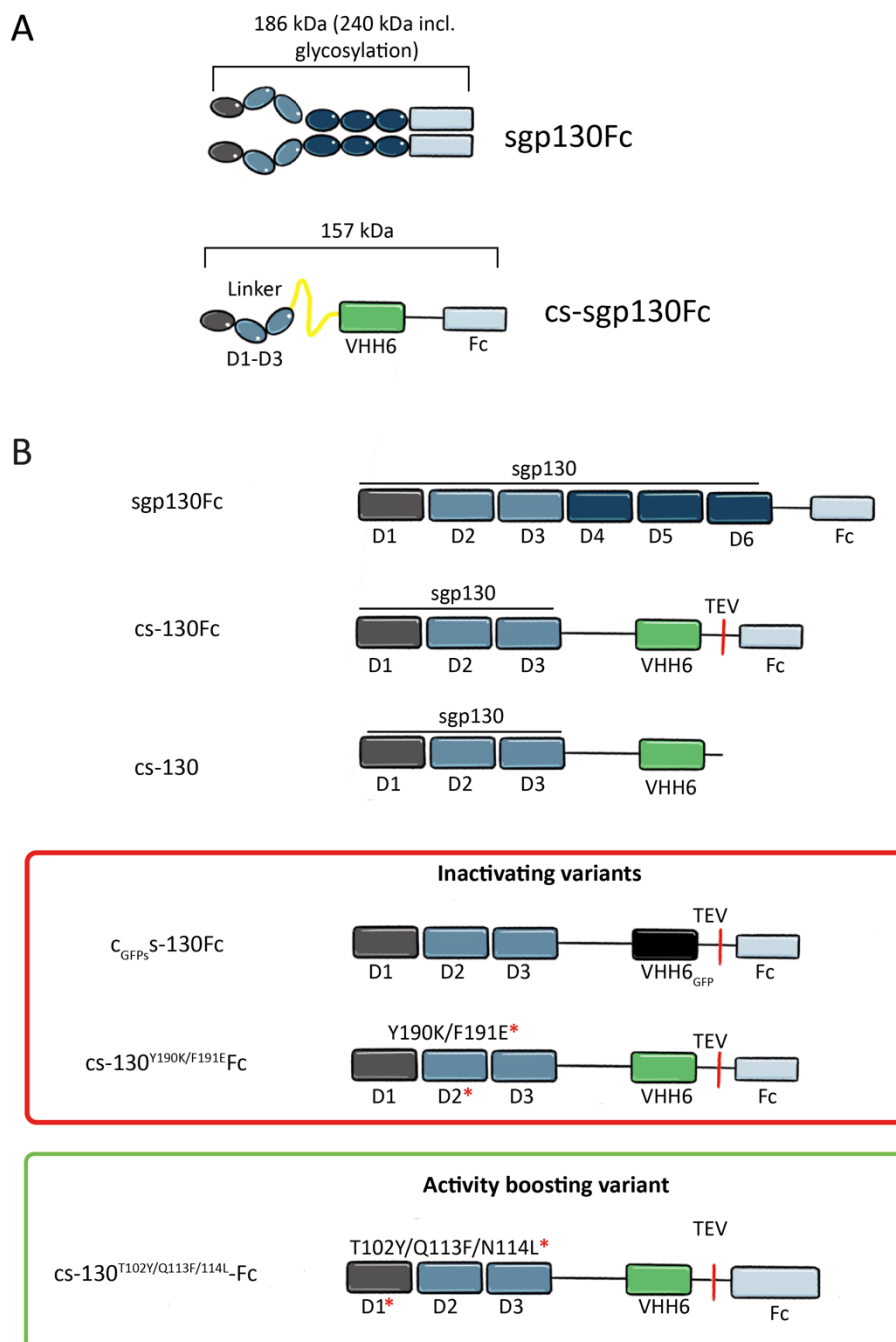 A
186 kDa (240 kDa incl.
glycosylation)
sgp130Fc
157 kDa
Linker
cs-sgp130Fc
VHH6
Fc
D1-D3
B
sgp130
sgp130Fc
D1 D2 D3 D4 D5 D6 Fc
sgp130
TEV
cs-130Fc
D1 D2 D3 VHH6 Fc
sgp130
cs-130
D1 D2 D3 VHH6
Inactivating variants
TEV
cGFPss-130Fc
D1 D2 D3 VHH6GFP Fc
Y190K/F191E*
TEV
cs-130Y190K/F191EFc
D1 D2* D3 VHH6 Fc
Activity boosting variant
TEV
T102Y/Q113F/N114L*
cs-130T102Y/Q113F/114L-Fc
D1* D2 D3 VHH6 Fc